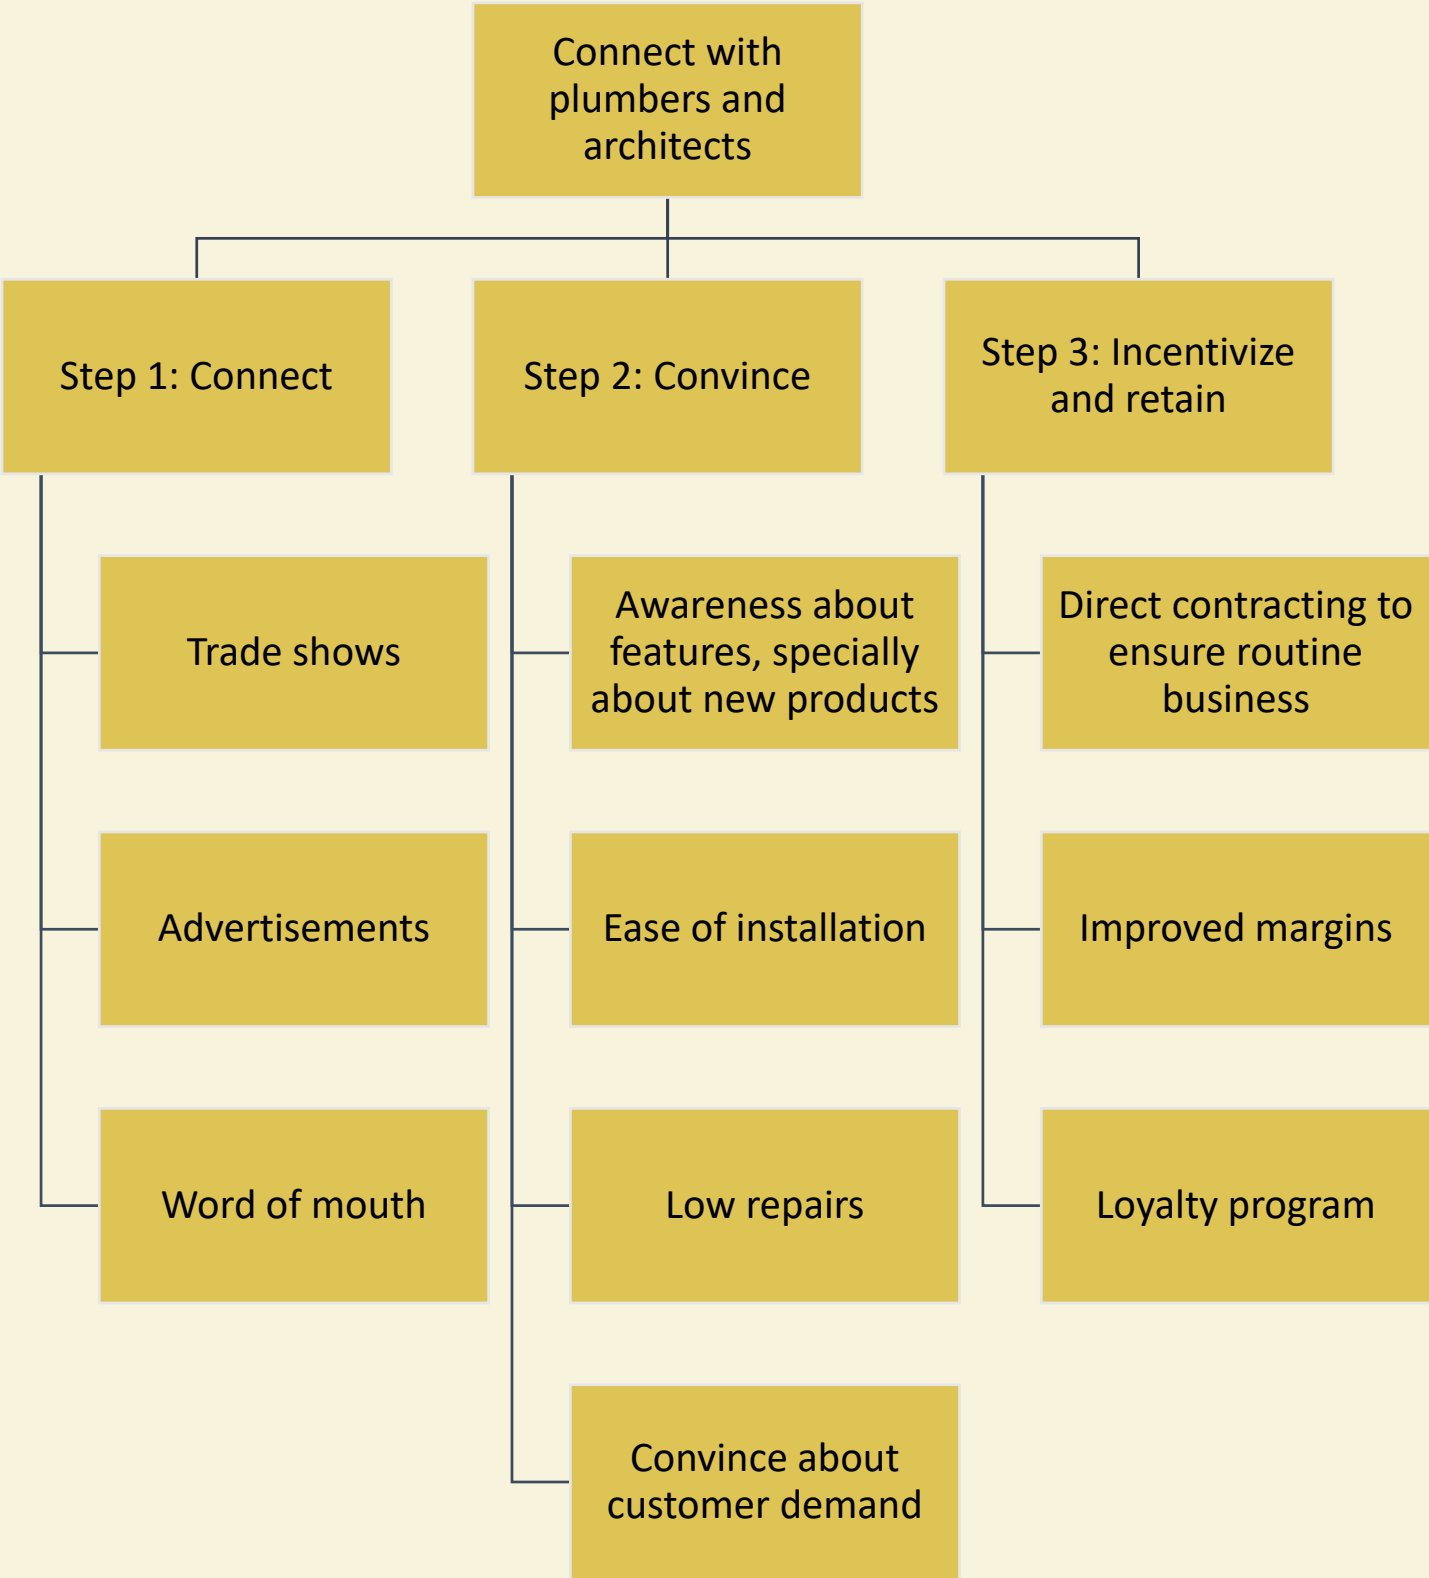 Connect with
plumbers and
architects
Step 1: Connect
Trade shows
Advertisements
Word of mouth
Step 2: Convince
Awareness about
features, specially
about new products
Ease of installation
Low repairs
Convince about
customer demand
Step 3: Incentivize
and retain
Direct contracting to
ensure routine
business
Improved margins
Loyalty program